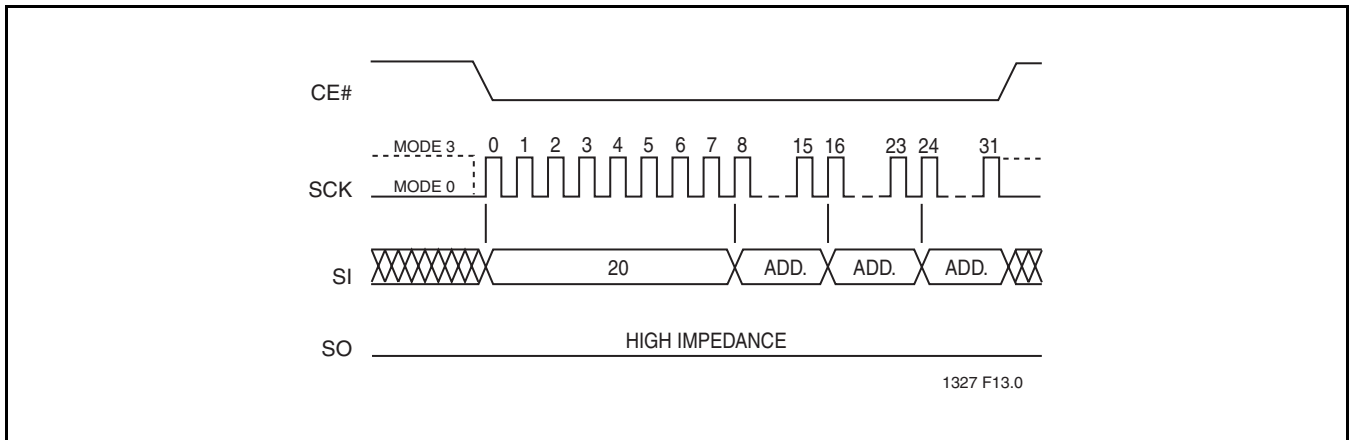 CE#
MODE 3 0 1 2 3 4 5 6 7 8 15 16 23 24 31
SCK MODE 0
SI 20 ADD. ADD. ADD.
SO HIGH IMPEDANCE
1327 F13.0